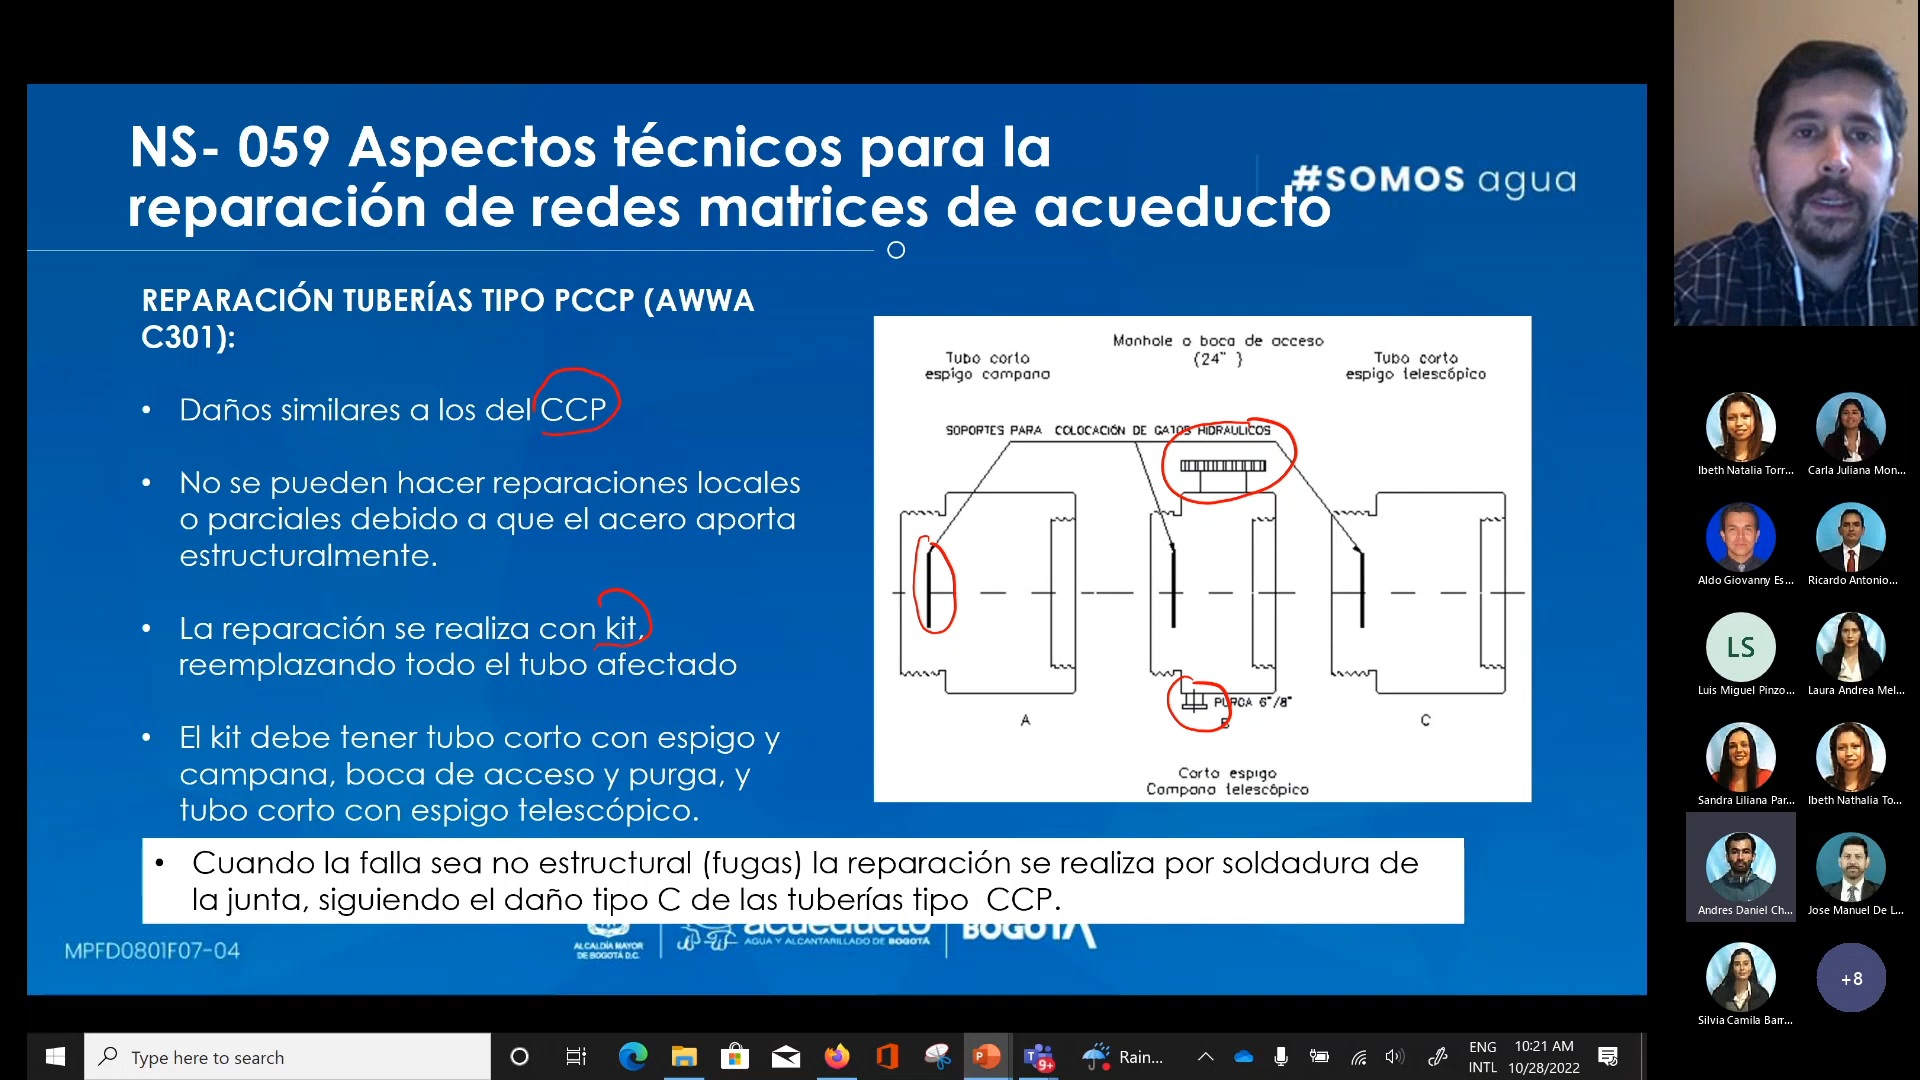 NS- 059 Aspectos técnicos para la
reparación de redes matrices de acueducto
#SOMOS agua
REPARACIÓN TUBERÍAS TIPO PCCP (AWWA
C301):
• Daños similares a los del CCP
• No se pueden hacer reparaciones locales
o parciales debido a que el acero aporta
estructuralmente.
• La reparación se realiza con kit,
reemplazando todo el tubo afectado
• El kit debe tener tubo corto con espigo y
campana, boca de acceso y purga, y
tubo corto con espigo telescópico.
• Cuando la falla sea no estructural (fugas) la reparación se realiza por soldadura de
la junta, siguiendo el daño tipo C de las tuberías tipo CCP.
Manhole o boca de acceso
(24" )
Tubo corto
espigo campana
Tubo corto
espigo telescópico
SOPORTES PARA COLOCACIÓN DE GATOS HIDRAULICOS
PURGA 6"/8"
A
B
C
Corto espigo
Campana telescópico
MPFD0801F07-04
ALCALDÍA MAYOR
DE BOGOTÁ D.C.
acueducto
AGUA Y ALCANTARILLADO DE BOGOTÁ
BOGOTÁ
Ibeth Natalia Torr...
Carla Juliana Mon...
Aldo Giovanny Es...
Ricardo Antonio...
LS
Luis Miguel Pinzo...
Laura Andrea Mel...
Sandra Liliana Par...
Ibeth Nathalia To...
Andres Daniel Ch...
Jose Manuel De L...
Silvia Camila Barr...
+8
Type here to search
9+
Rain...
ENG
INTL
10:21 AM
10/28/2022